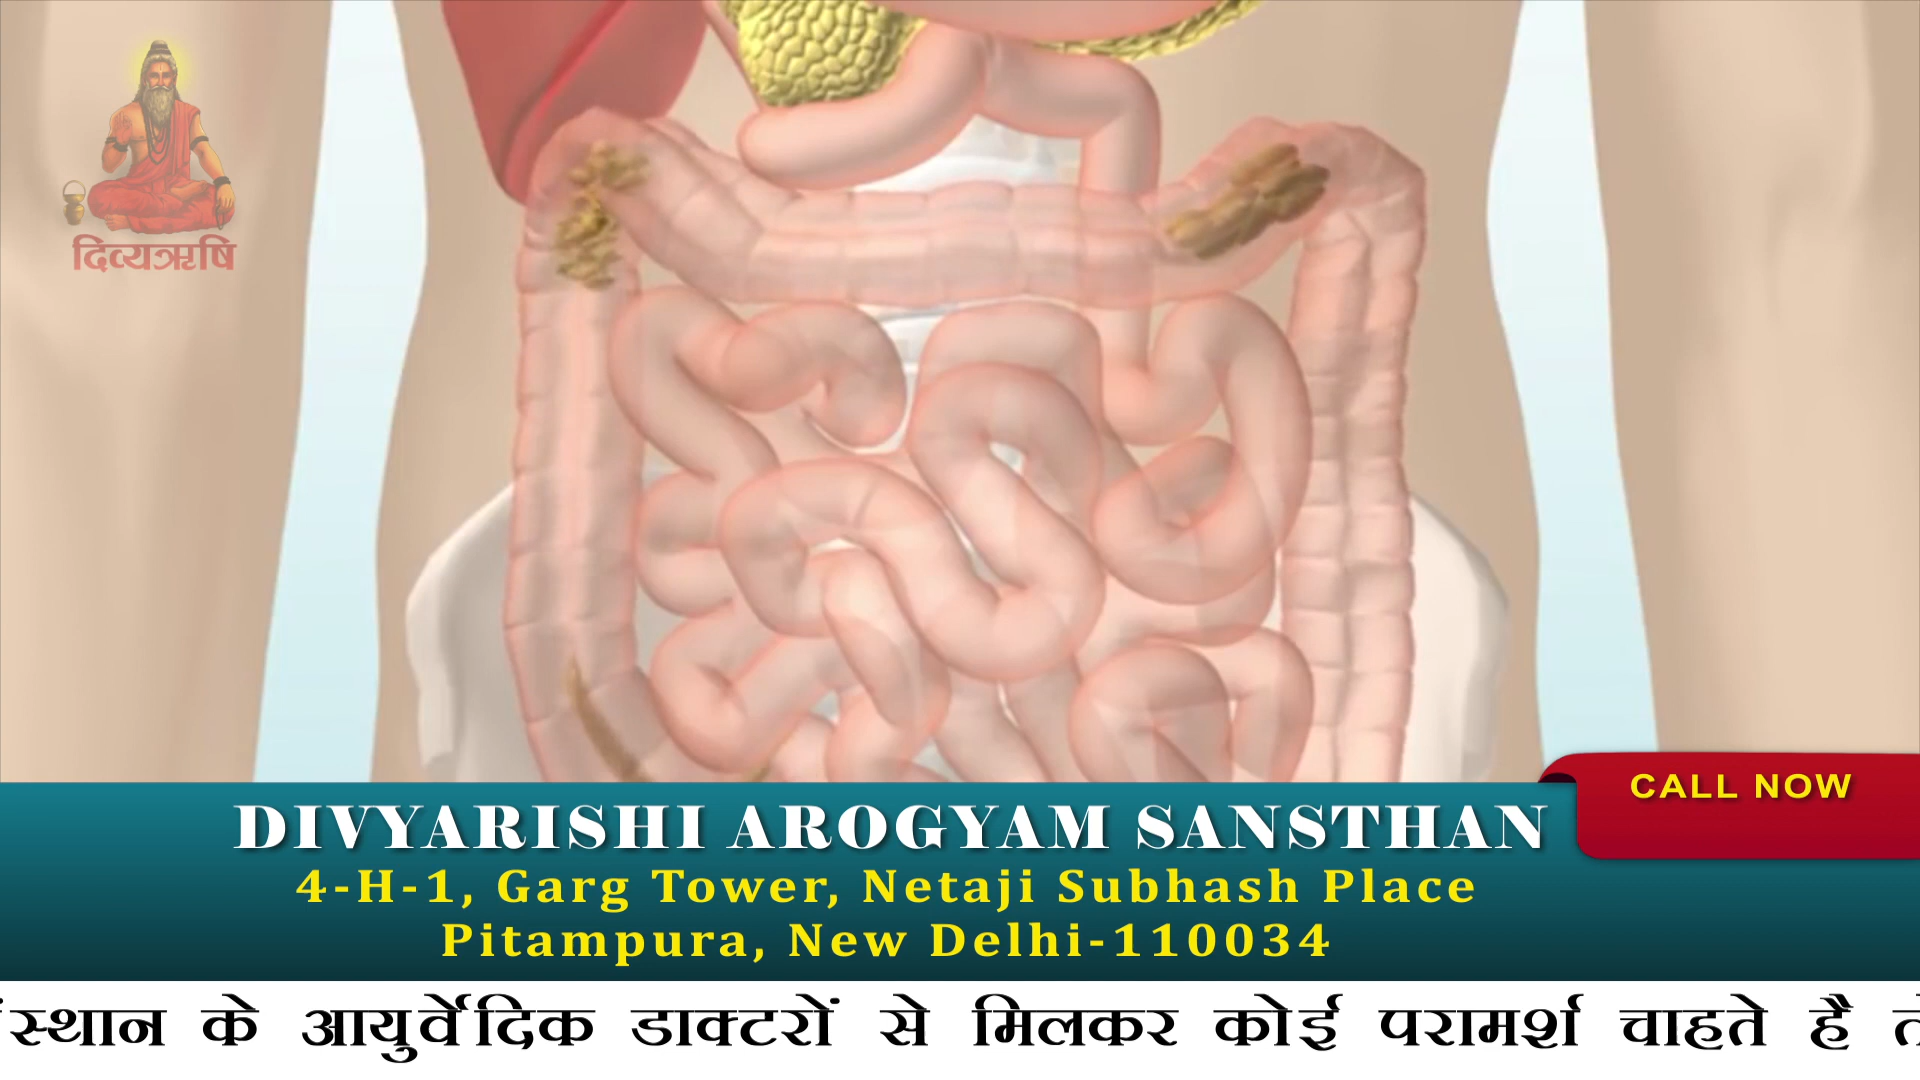 दिव्यऋषि
CALL NOW
DIVYARISHI AROGYAM SANSTHAN
4-H-1, Garg Tower, Netaji Subhash Place
Pitampura, New Delhi-110034
के आयुर्वेदिक डाक्टरों से मिलकर कोई परामर्श चाहते है